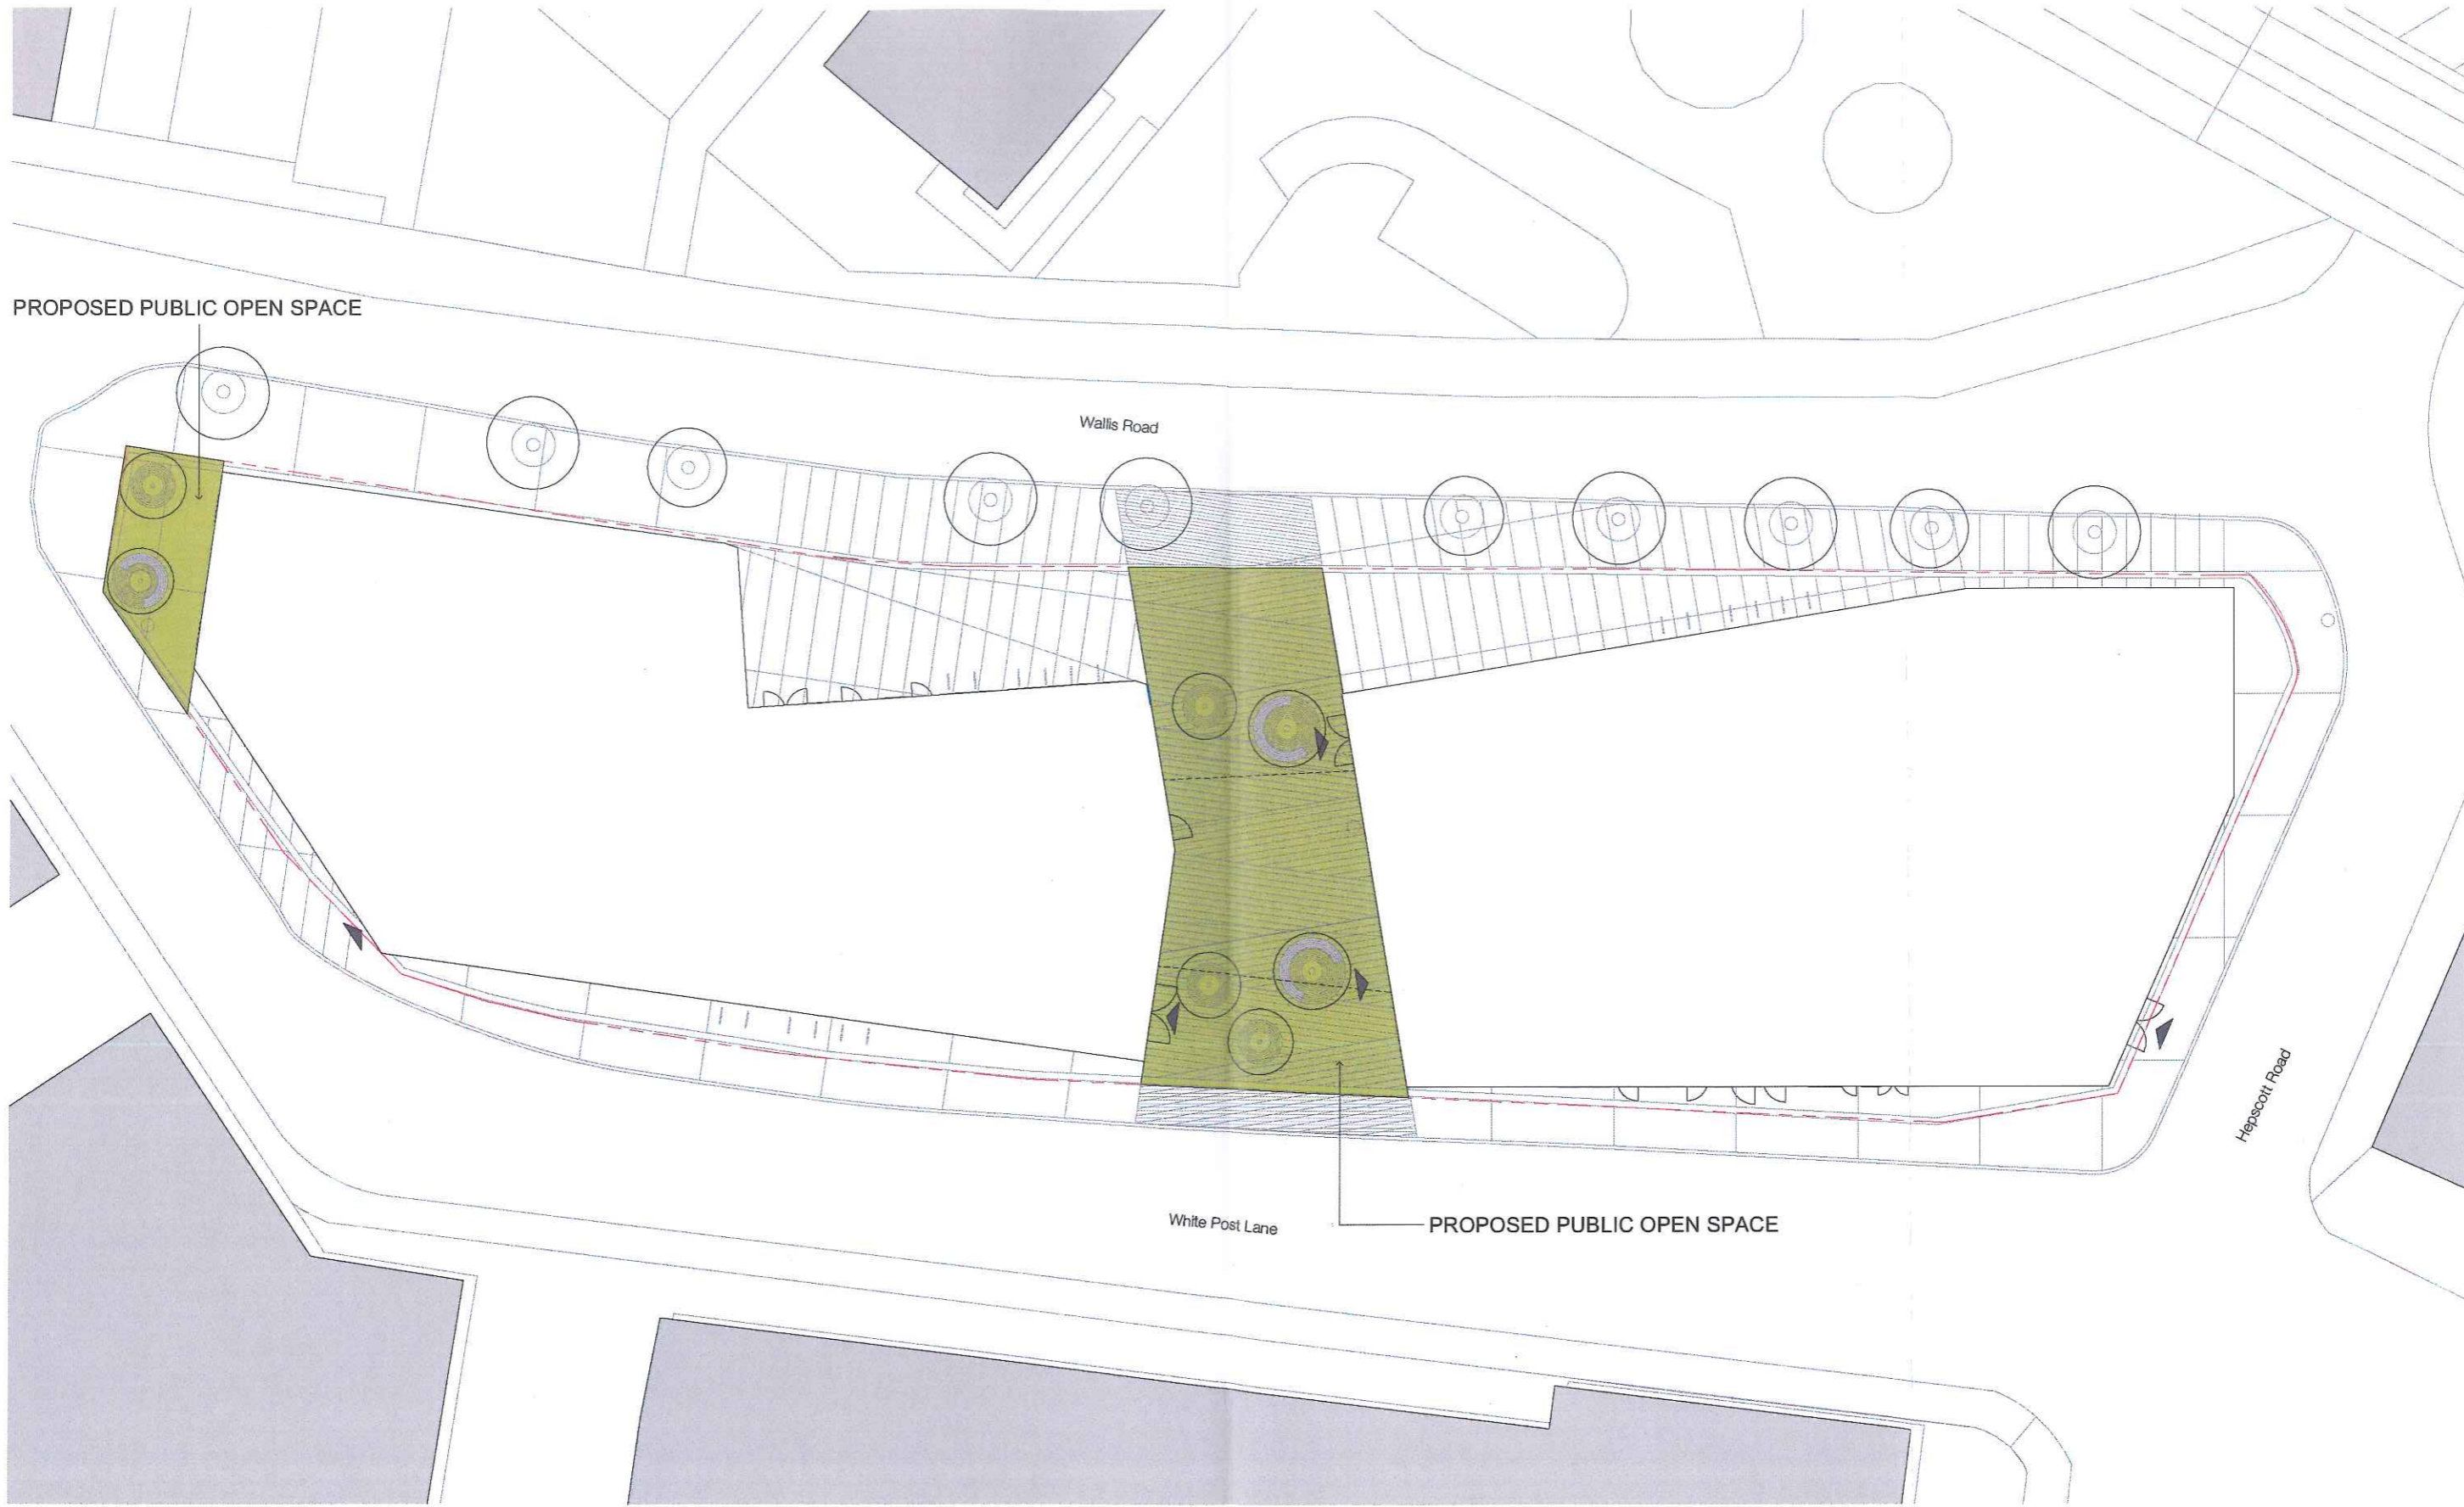 PROPOSED PUBLIC OPEN SPACE
Wallis Road
Hepscott Road
White Post Lane
PROPOSED PUBLIC OPEN SPACE